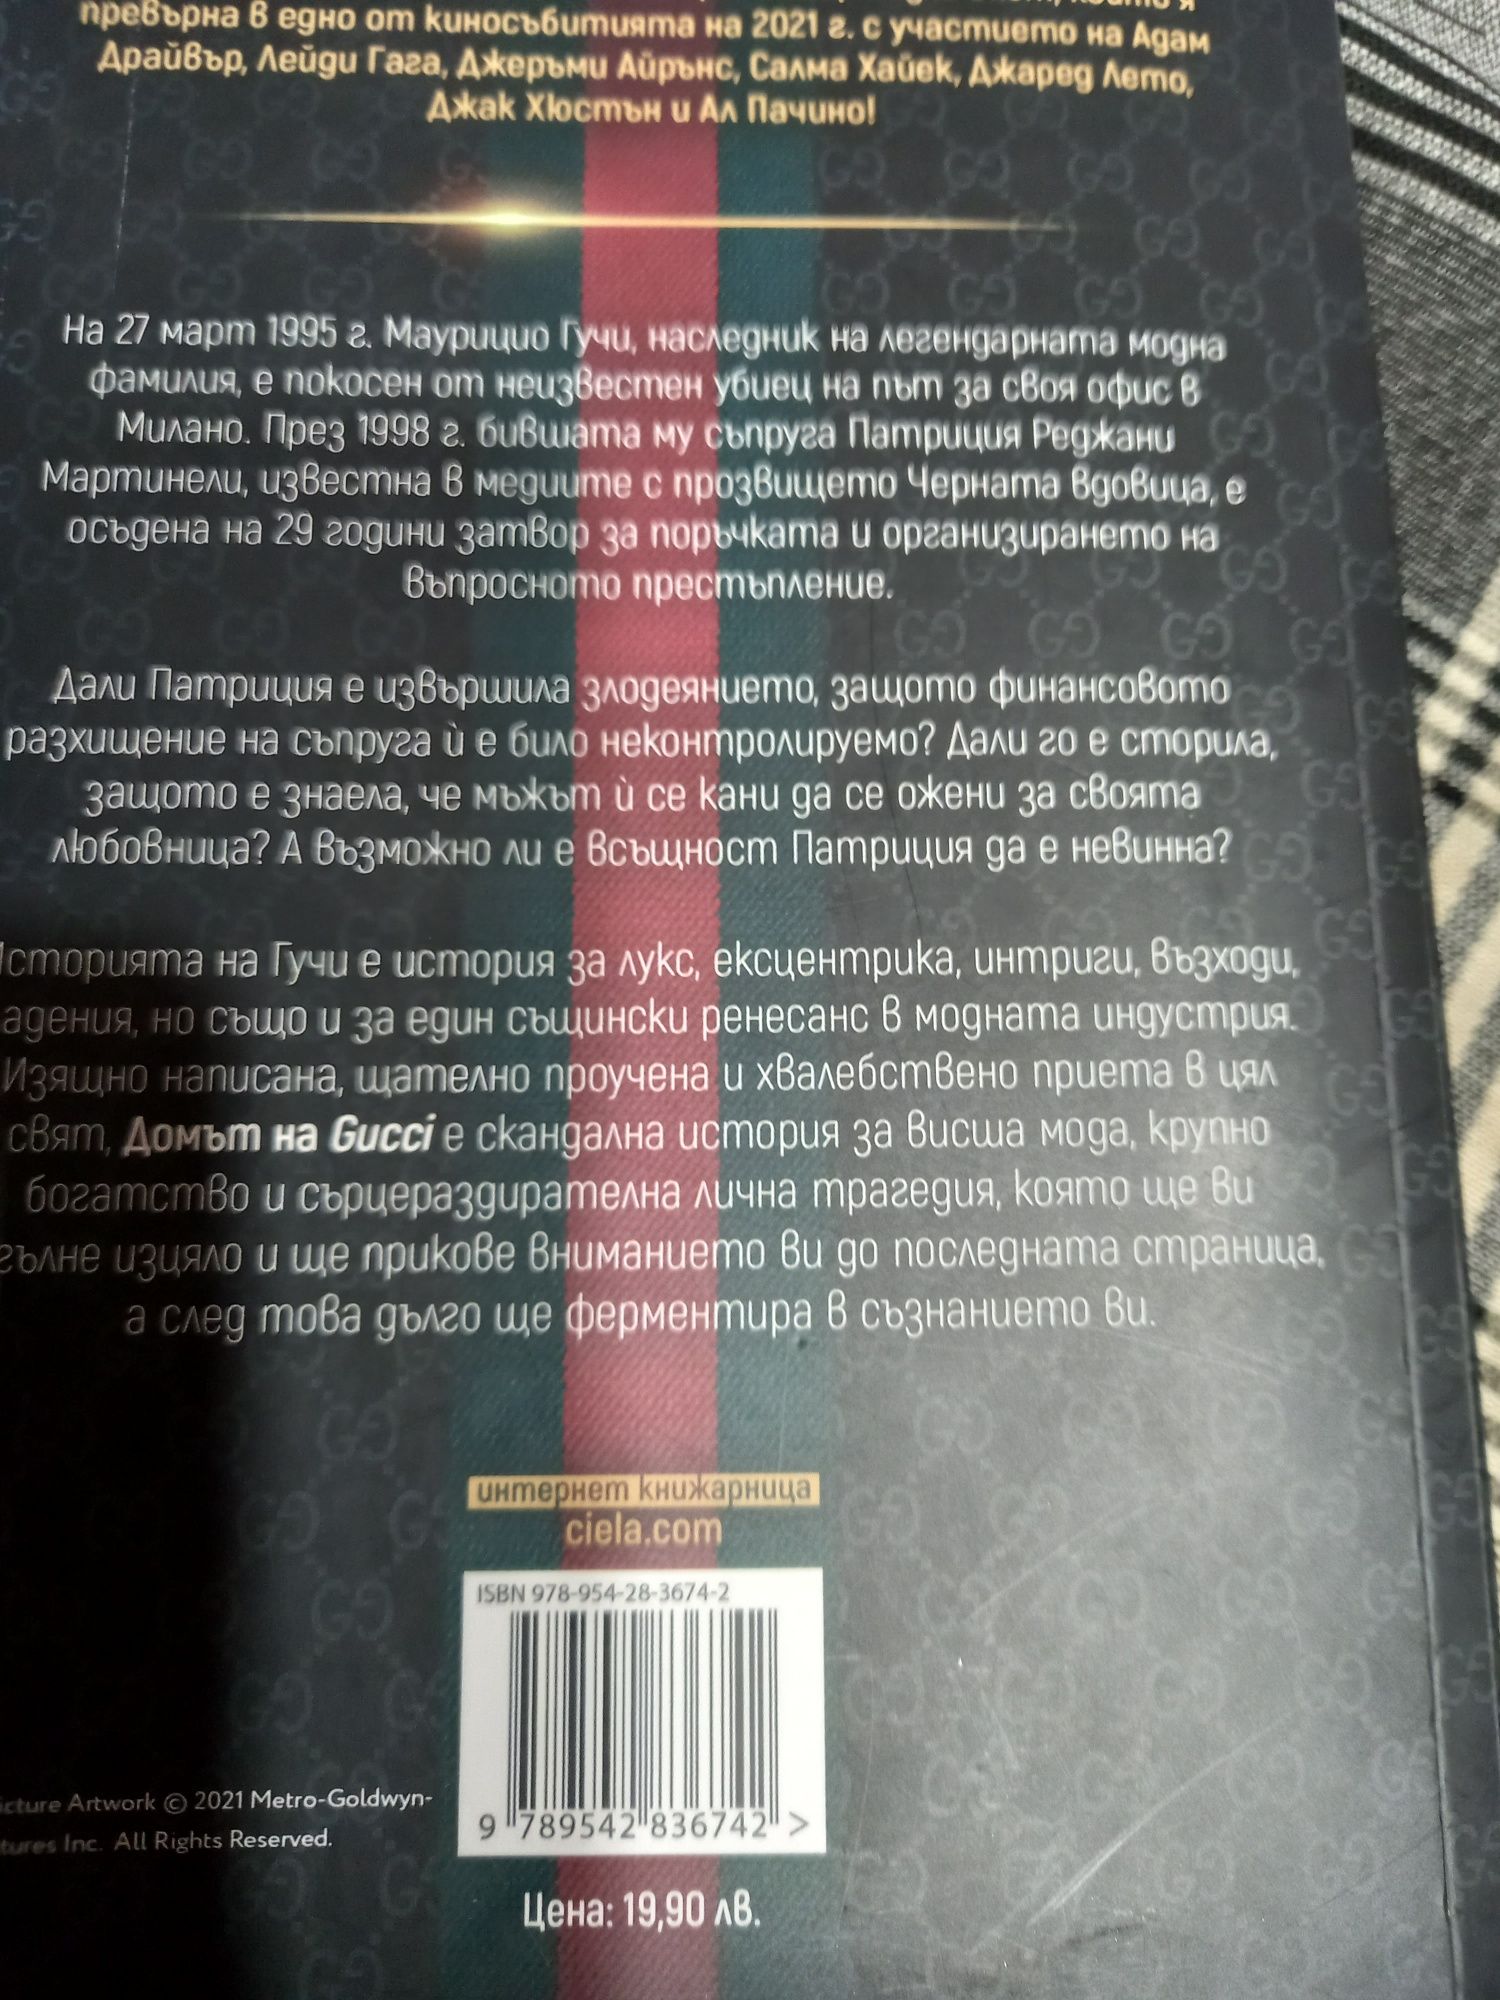 превърна в едно от киносъбитията на 2021 г. с участието на Адам
Драйвър, Лейди Гага, Джеръми Айрънс, Салма Хайек, Джаред Лето,
Джак Хюстън и Ал Пачино!
На 27 март 1995 г. Маурицио Гучи, наследник на легендарната модна
фамилия, е покосен от неизвестен убиец на път за своя офис в
Милано. През 1998 г. бившата му съпруга Патриция Реджани
Мартинели, известна в медиите с прозвището Черната вдовица, е
осъдена на 29 години затвор за поръчката и организирането на
въпросното престъпление.
Дали Патриция е извършила злодеянието, защото финансовото
разхищение на съпруга ѝ е било неконтролируемо? Дали го е сторила,
защото е знаела, че мъжът ѝ се кани да се ожени за своята
любовница? А възможно ли е всъщност Патриция да е невинна?
Историята на Гучи е история за лукс, ексцентрика, интриги, възходи,
адения, но също и за един същински ренесанс в модната индустрия.
Изящно написана, щателно проучена и хвалебствено приета в цял
свят, Домът на Gucci е скандална история за висша мода, крупно
богатство и сърцераздирателна лична трагедия, която ще ви
гълне изцяло и ще прикове вниманието ви до последната страница,
а след това дълго ще ферментира в съзнанието ви.
интернет книжарница
ciela.com
ISBN 978-954-28-3674-2
9 789542 836742 >
icture Artwork © 2021 Metro-Goldwyn-
tures Inc. All Rights Reserved.
Цена: 19,90 лв.